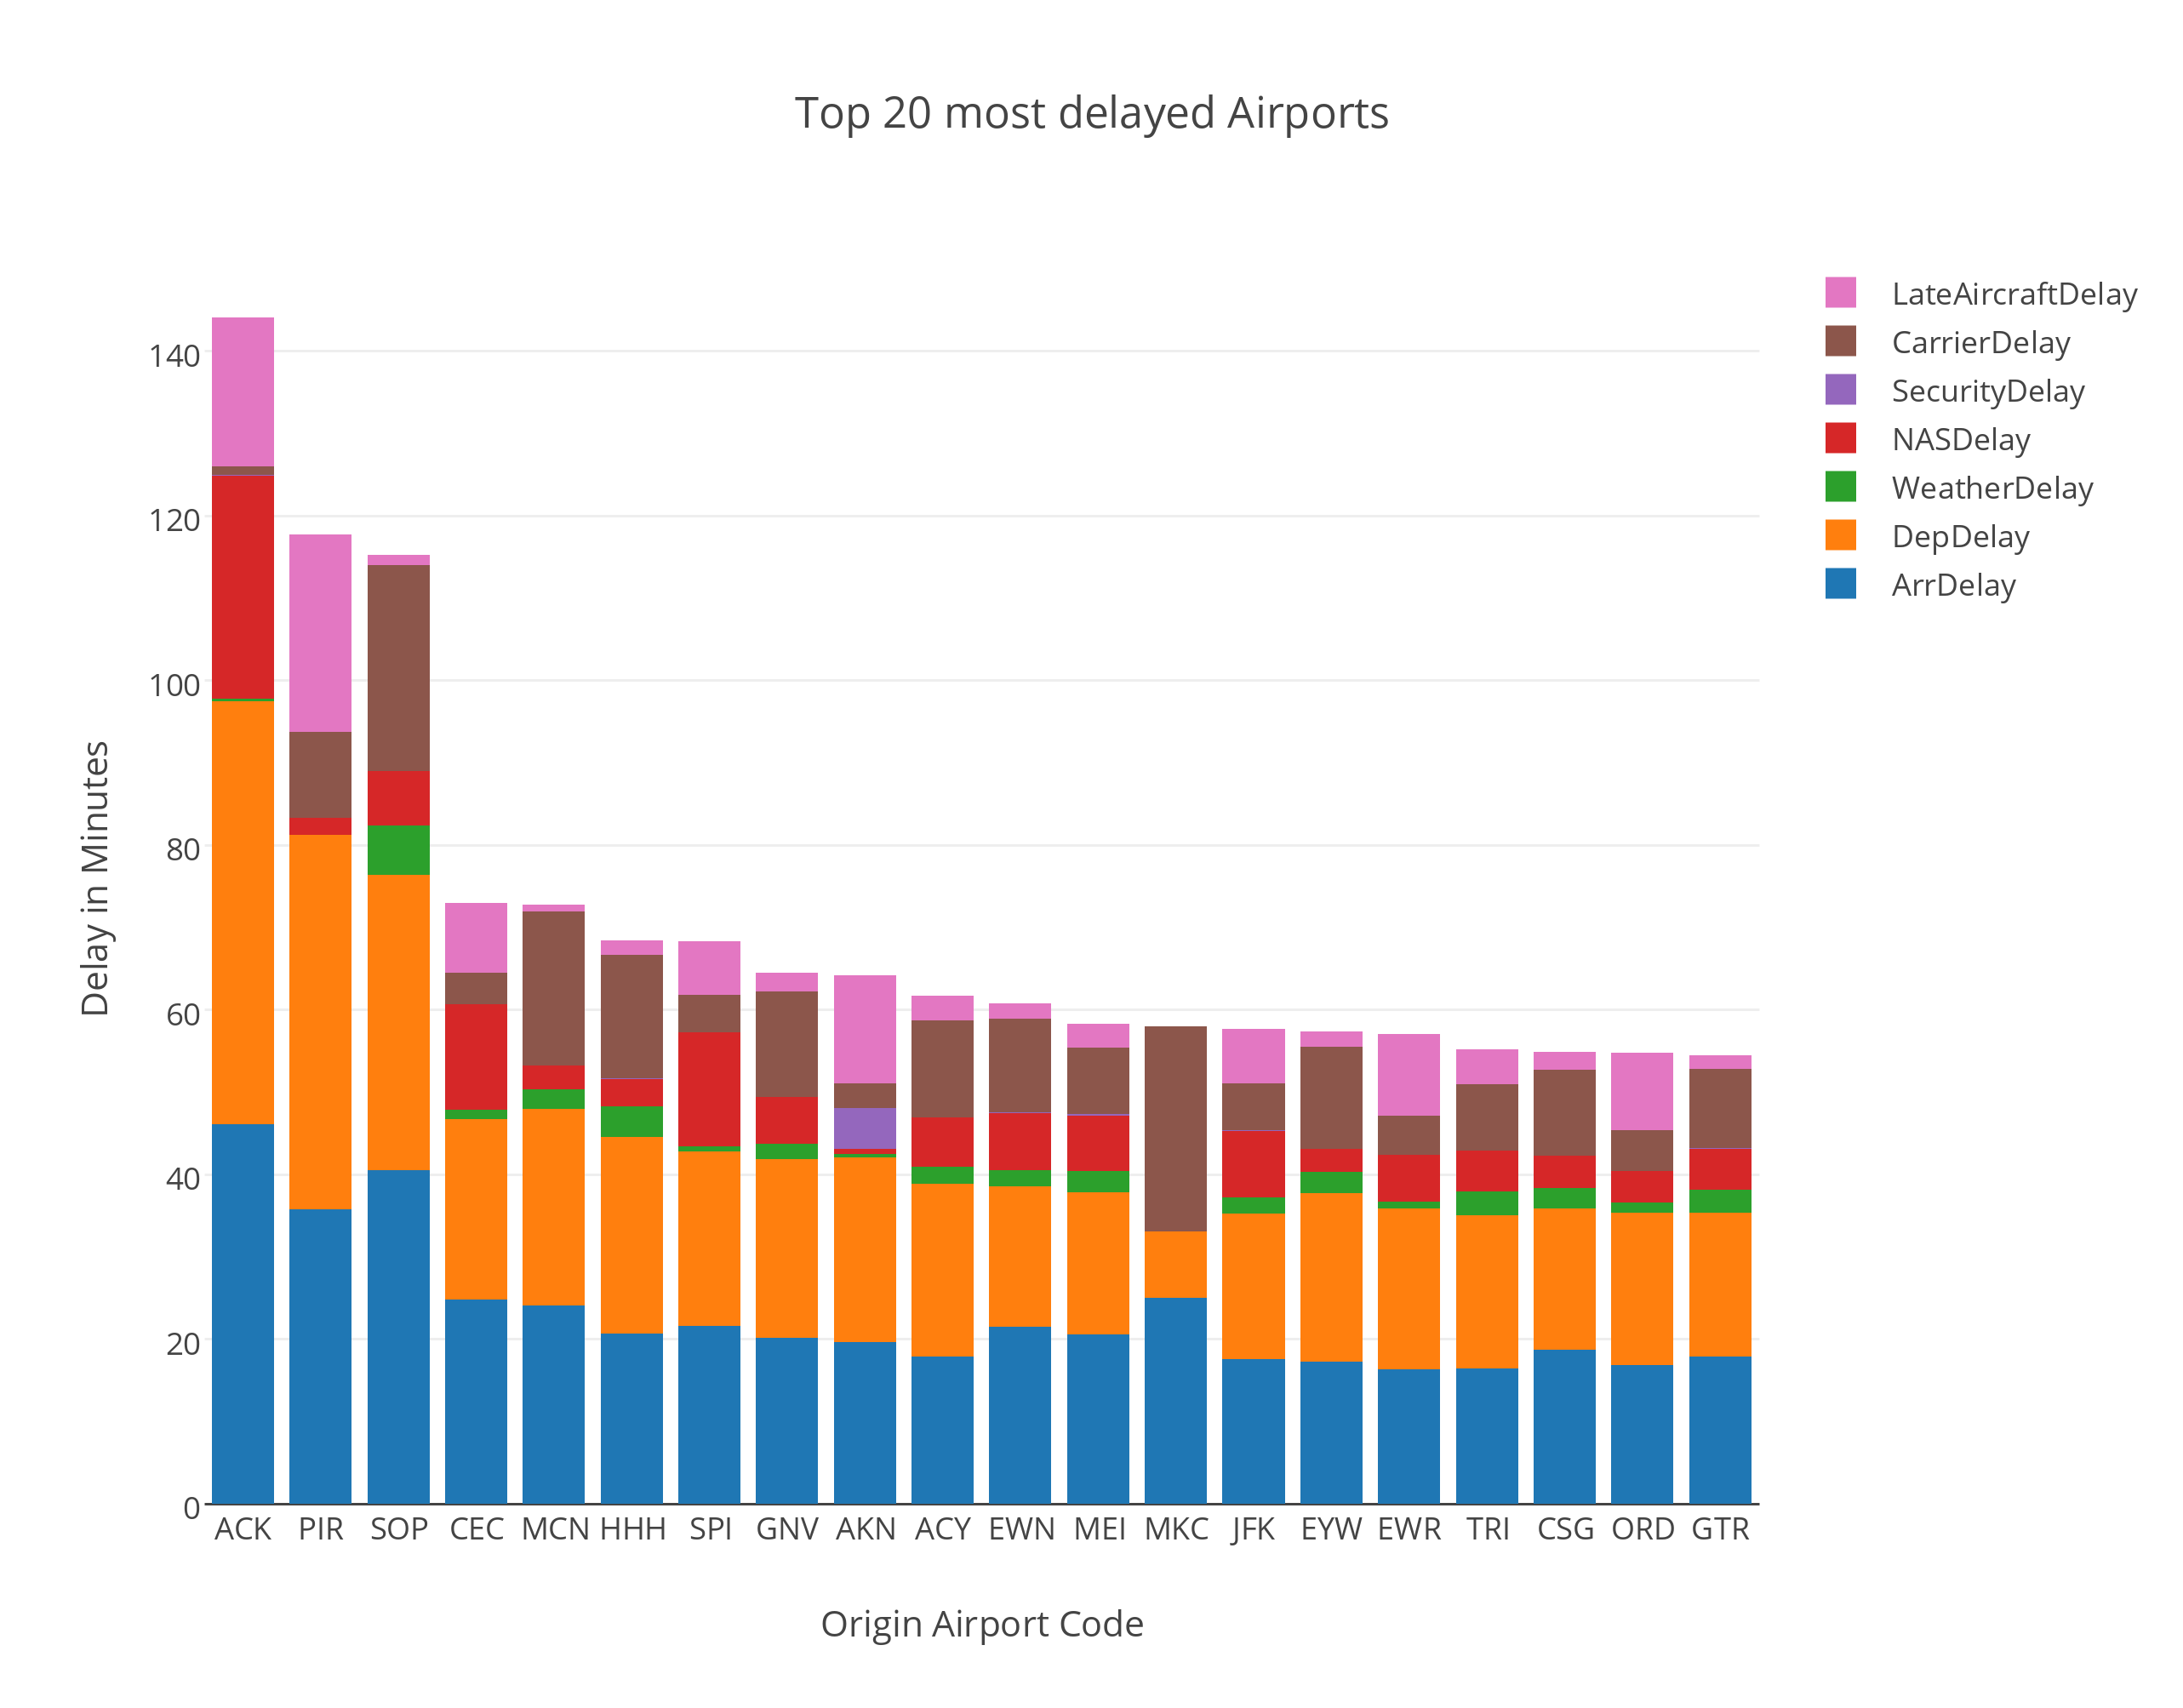 Top 20 most delayed Airports
LateAircraftDelay
CarrierDelay
SecurityDelay
NASDelay
WeatherDelay
DepDelay
ArrDelay
Delay in Minutes
140
120
100
80
60
40
20
0
ACK PIR SOP CEC MCN HHH SPI GNV AKN ACY EWN MEI MKC JFK EYW EWR TRI CSG ORD GTR
Origin Airport Code